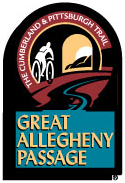 THE CUMBERLAND & PITTSBURGH TRAIL
GREAT
ALLEGHENY
PASSAGE
®